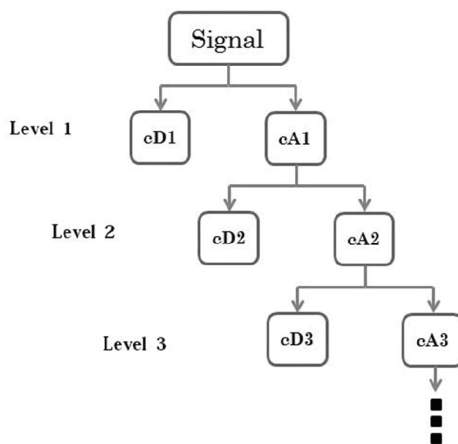 Signal
Level 1
cD1
cA1
Level 2
cD2
cA2
Level 3
cD3
cA3